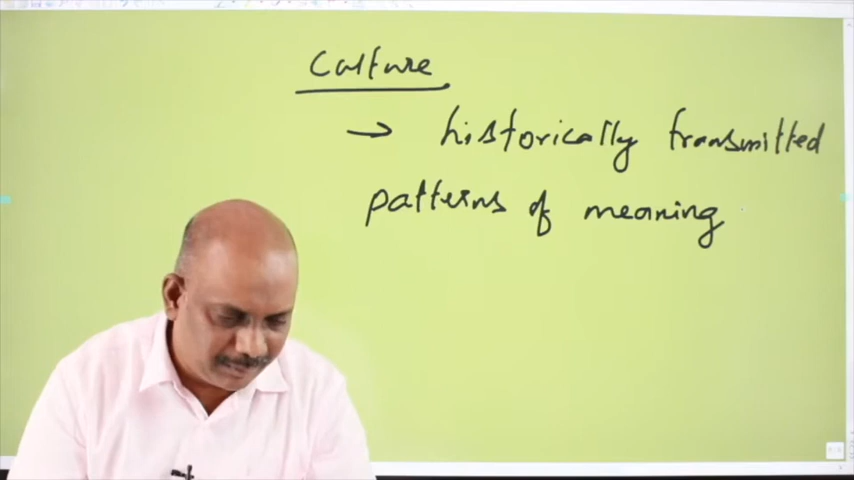 Culture
→ historically transmitted
patterns of meaning